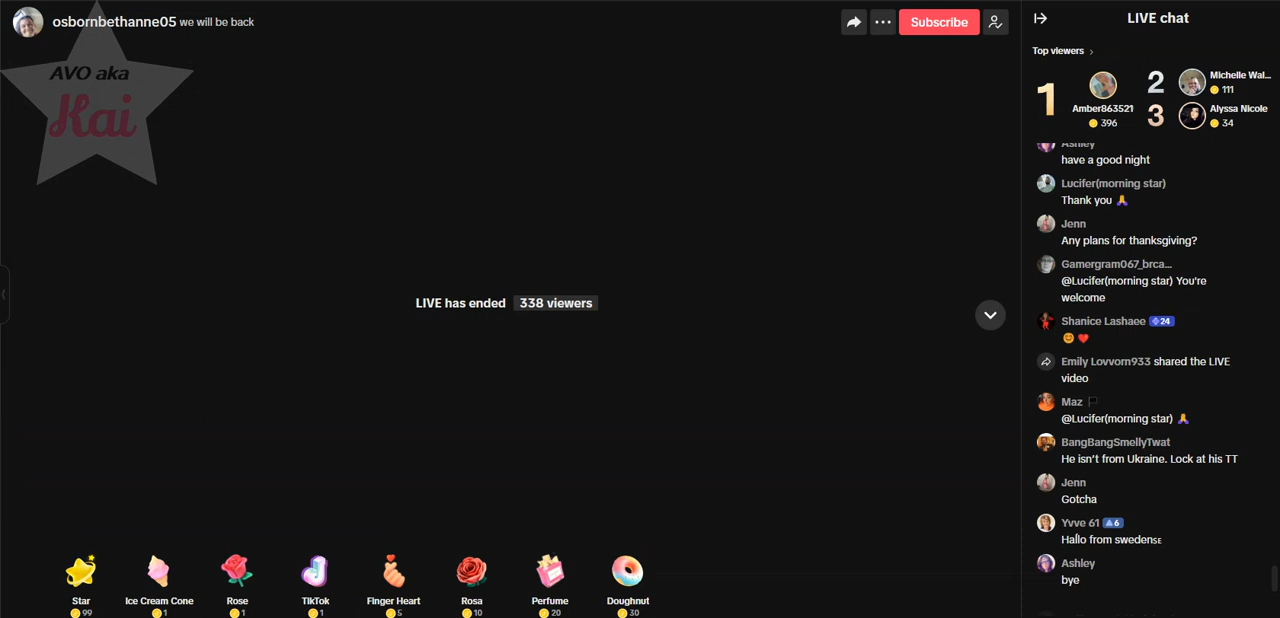 osbornbethanne05 we will be back
Subscribe
AVO aka
Kai
LIVE has ended 338 viewers
Star
99
Ice Cream Cone
1
Rose
1
TikTok
1
Finger Heart
5
Rosa
10
Perfume
20
Doughnut
30
LIVE chat
Top viewers
1
Amber863521
396
2
Michelle Wal...
111
3
Alyssa Nicole
34
Ashley
have a good night
Lucifer(morning star)
Thank you 🙏
Jenn
Any plans for thanksgiving?
Gamergram067_brca...
@Lucifer(morning star) You're
welcome
Shanice Lashaee 24
😊 ❤️
Emily Lovvorn933 shared the LIVE
video
Maz 🏴
@Lucifer(morning star) 🙏
BangBangSmellyTwat
He isn't from Ukraine. Lock at his TT
Jenn
Gotcha
Yvve 61 6
Hallo from swedenSE
Ashley
bye